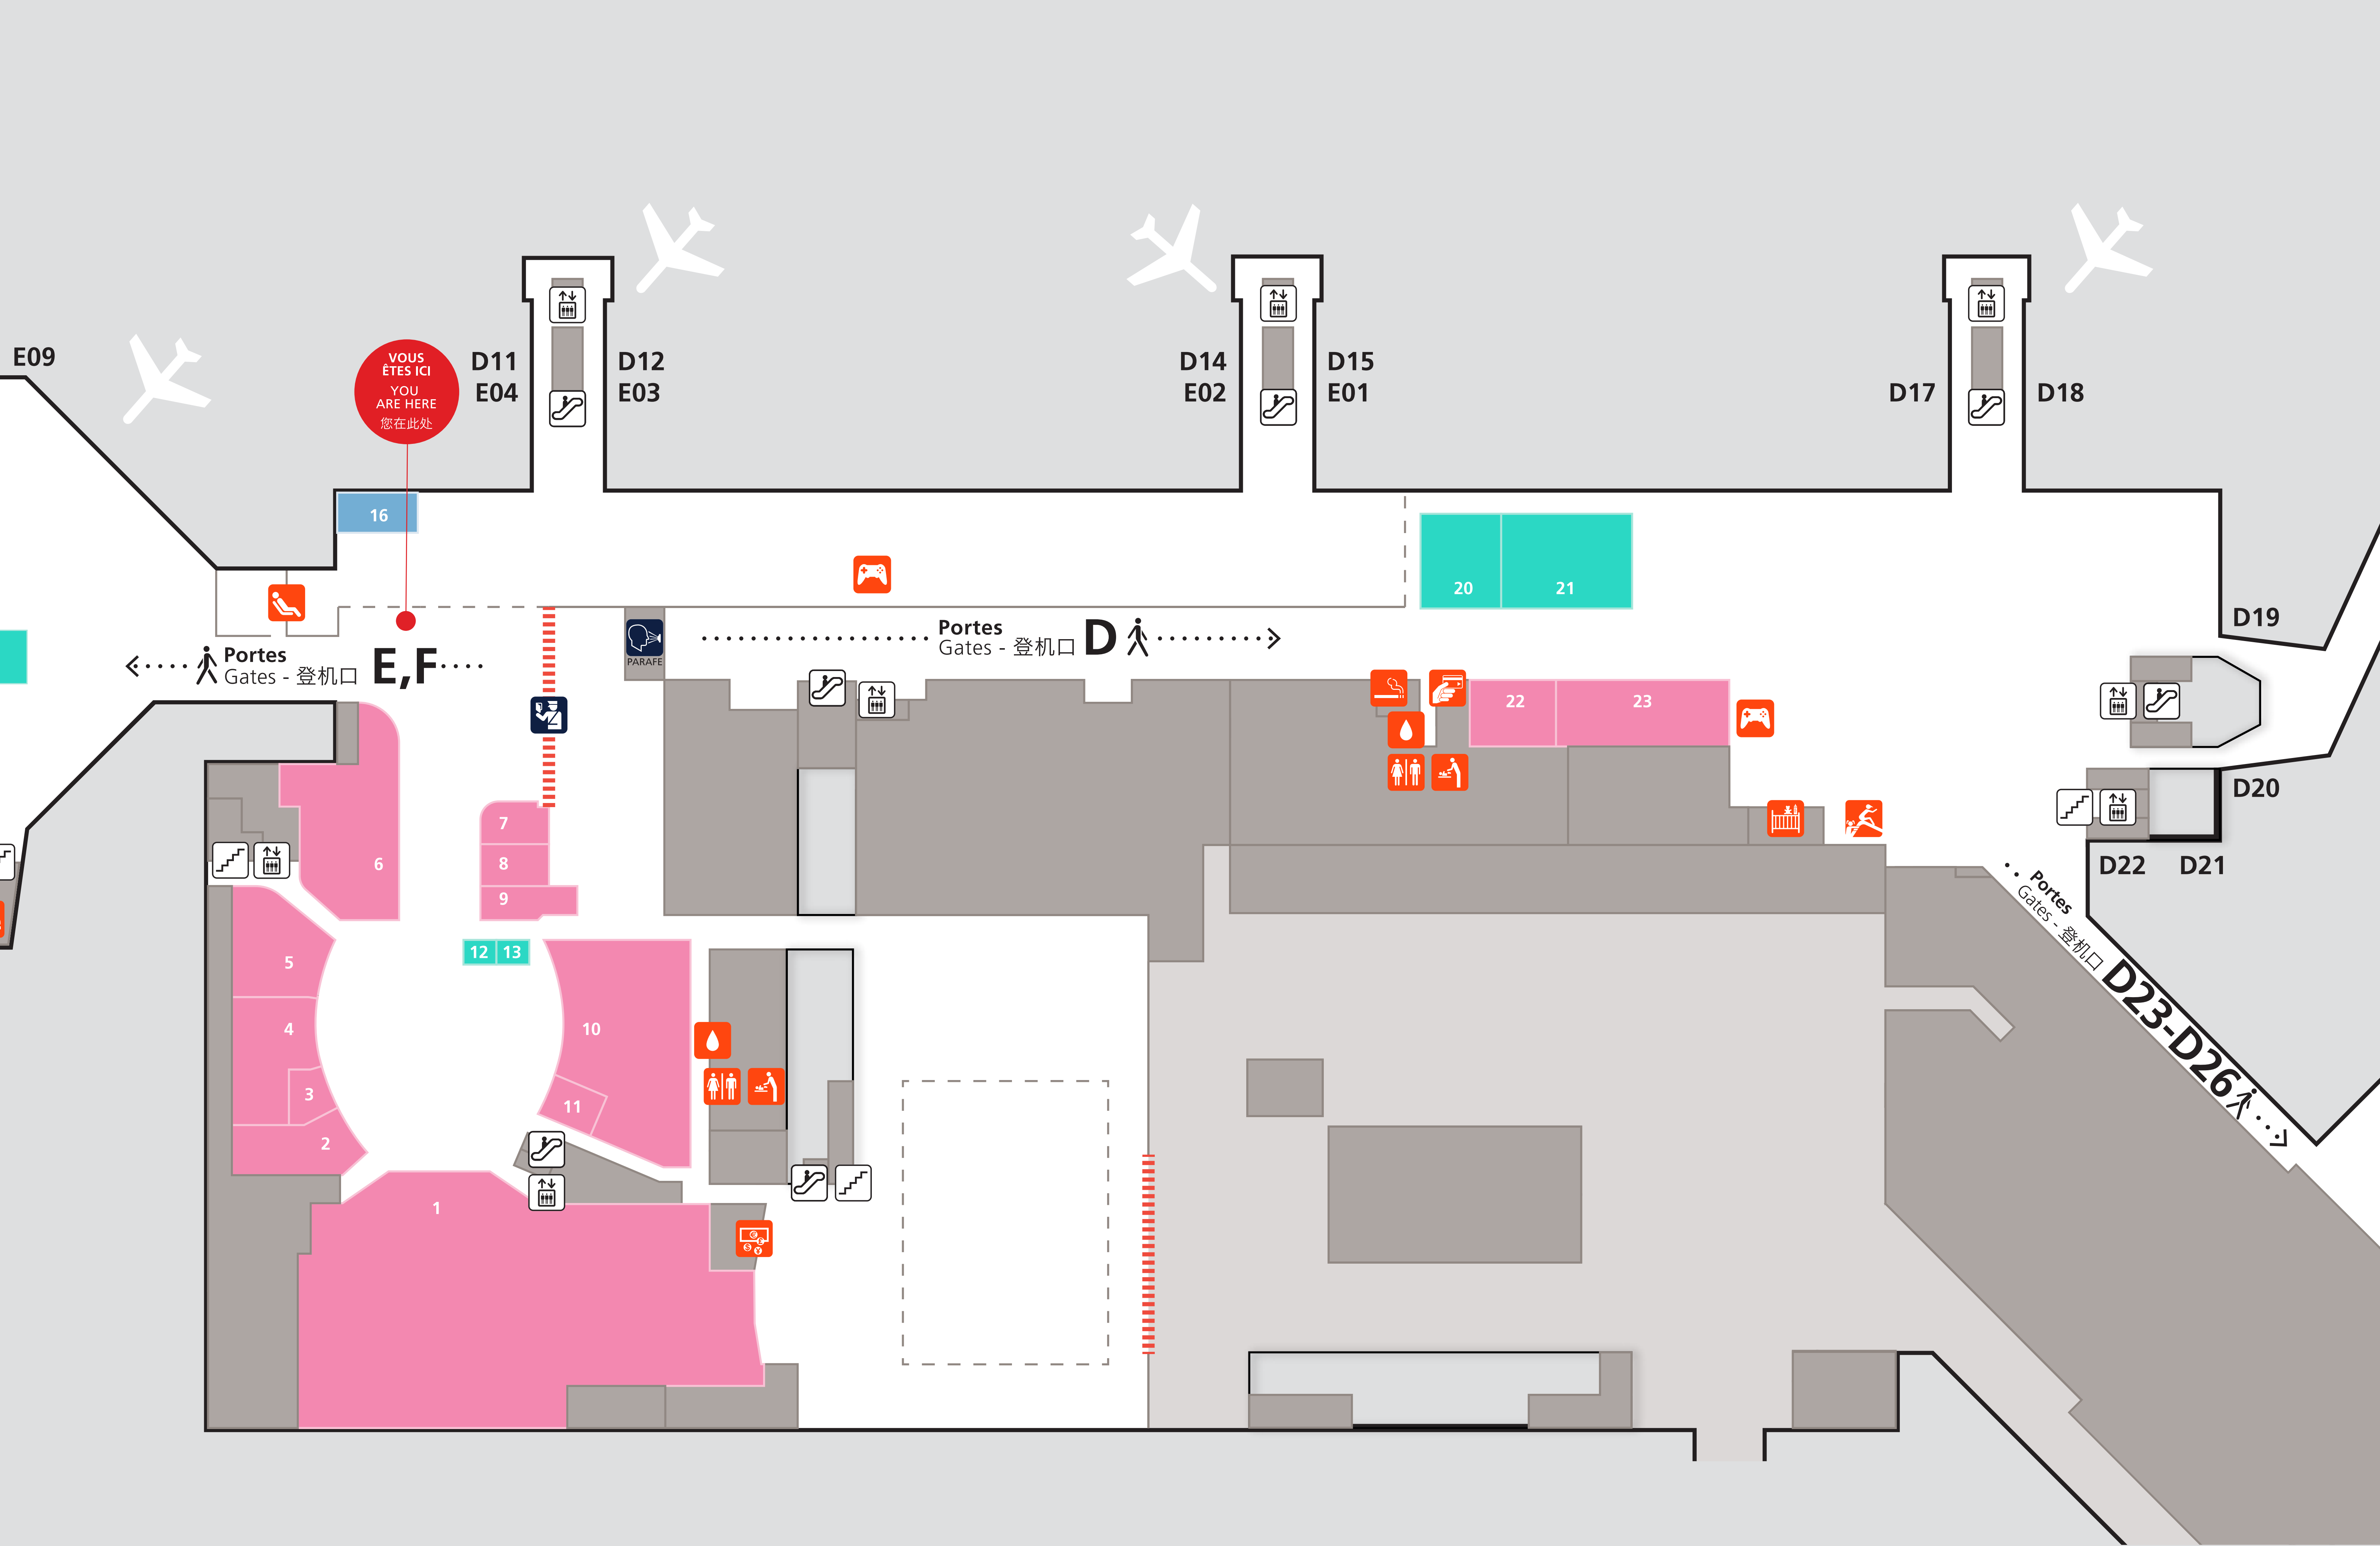 E09
VOUS
ÊTES ICI
YOU
ARE HERE
您在此处
D11
E04
D12
E03
D14
E02
D15
E01
D17
D18
16
20
21
D19
Portes
Gates - 登机口 E,F
PARAFE
Portes
Gates - 登机口 D
22
23
D20
D22
D21
6
7
8
9
12
13
5
4
3
2
10
11
1
Portes
Gates - 登机口 D23-D26